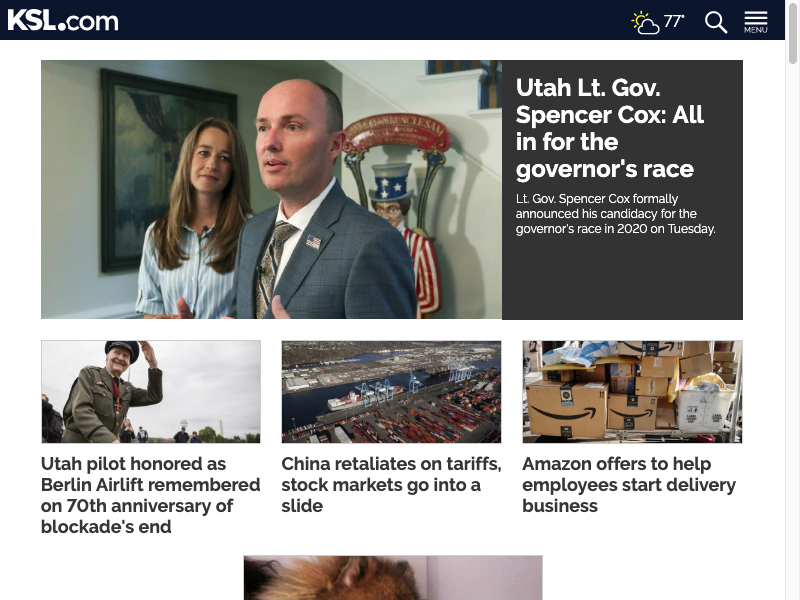 KSL.com
77°
MENU
Utah Lt. Gov.
Spencer Cox: All
in for the
governor's race
Lt. Gov. Spencer Cox formally
announced his candidacy for the
governor's race in 2020 on Tuesday.
Utah pilot honored as
Berlin Airlift remembered
on 70th anniversary of
blockade's end
China retaliates on tariffs,
stock markets go into a
slide
Amazon offers to help
employees start delivery
business